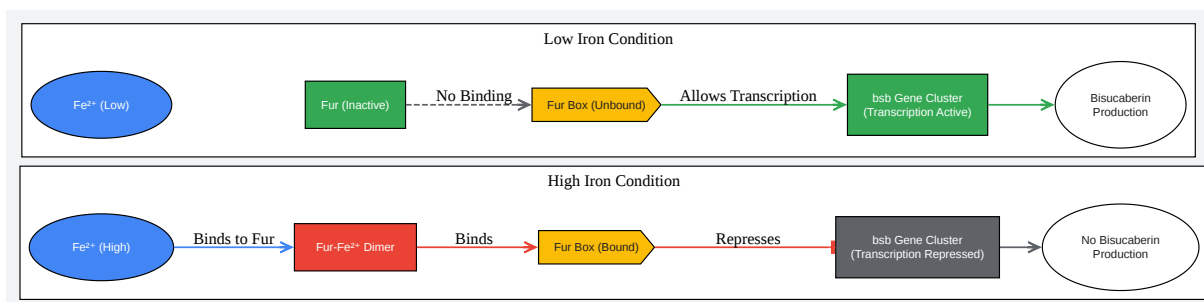 Low Iron Condition
Fe²⁺ (Low)
Fur (Inactive)
No Binding
Fur Box (Unbound)
Allows Transcription
bsb Gene Cluster
(Transcription Active)
Bisucaberin
Production
High Iron Condition
Fe²⁺ (High)
Binds to Fur
Fur-Fe²⁺ Dimer
Binds
Fur Box (Bound)
Represses
bsb Gene Cluster
(Transcription Repressed)
No Bisucaberin
Production